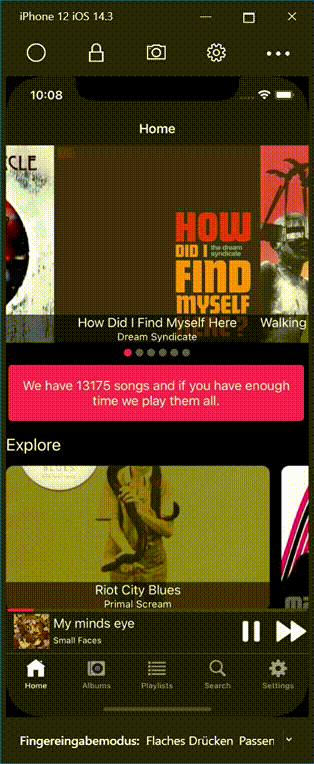 iPhone 12 iOS 14.3
10:08
Home
CLE
HOW
DID I the dream
syndicate
FIND
MYSELF
HERE?
How Did I Find Myself Here
Walking
Dream Syndicate
We have 13175 songs and if you have enough
time we play them all.
Explore
BLUES
Riot City Blues
Primal Scream
My minds eye
Small Faces
Home Albums Playlists Search Settings
Fingereingabemodus: Flaches Drücken Passen